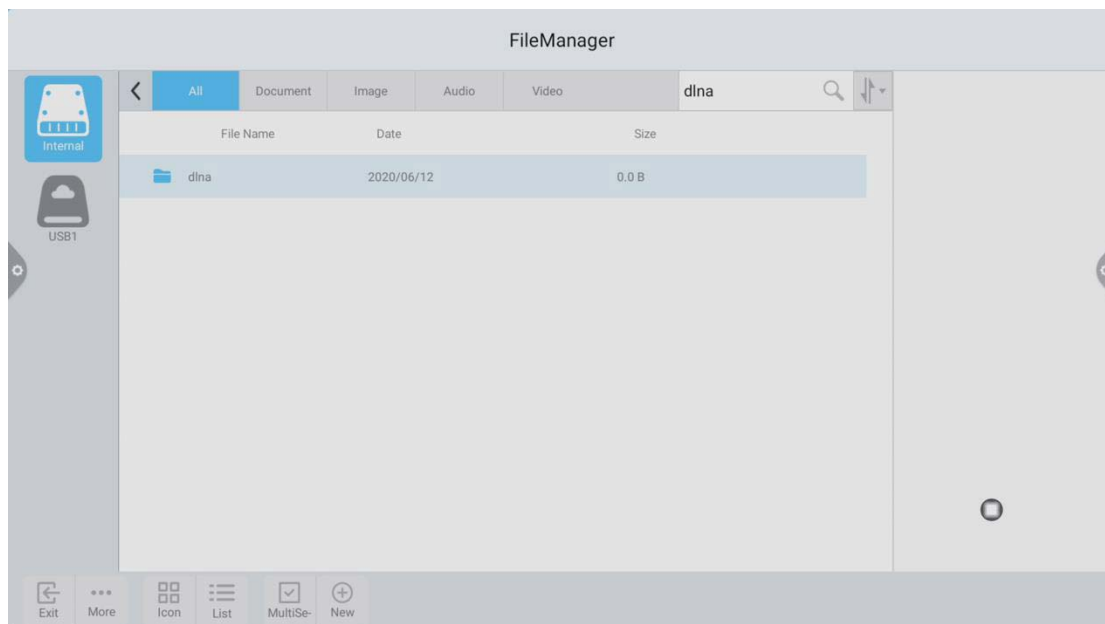 FileManager
All Document Image Audio Video dlna
Internal
File Name Date Size
dlna 2020/06/12 0.0 B
USB1
Exit More Icon List MultiSe- New